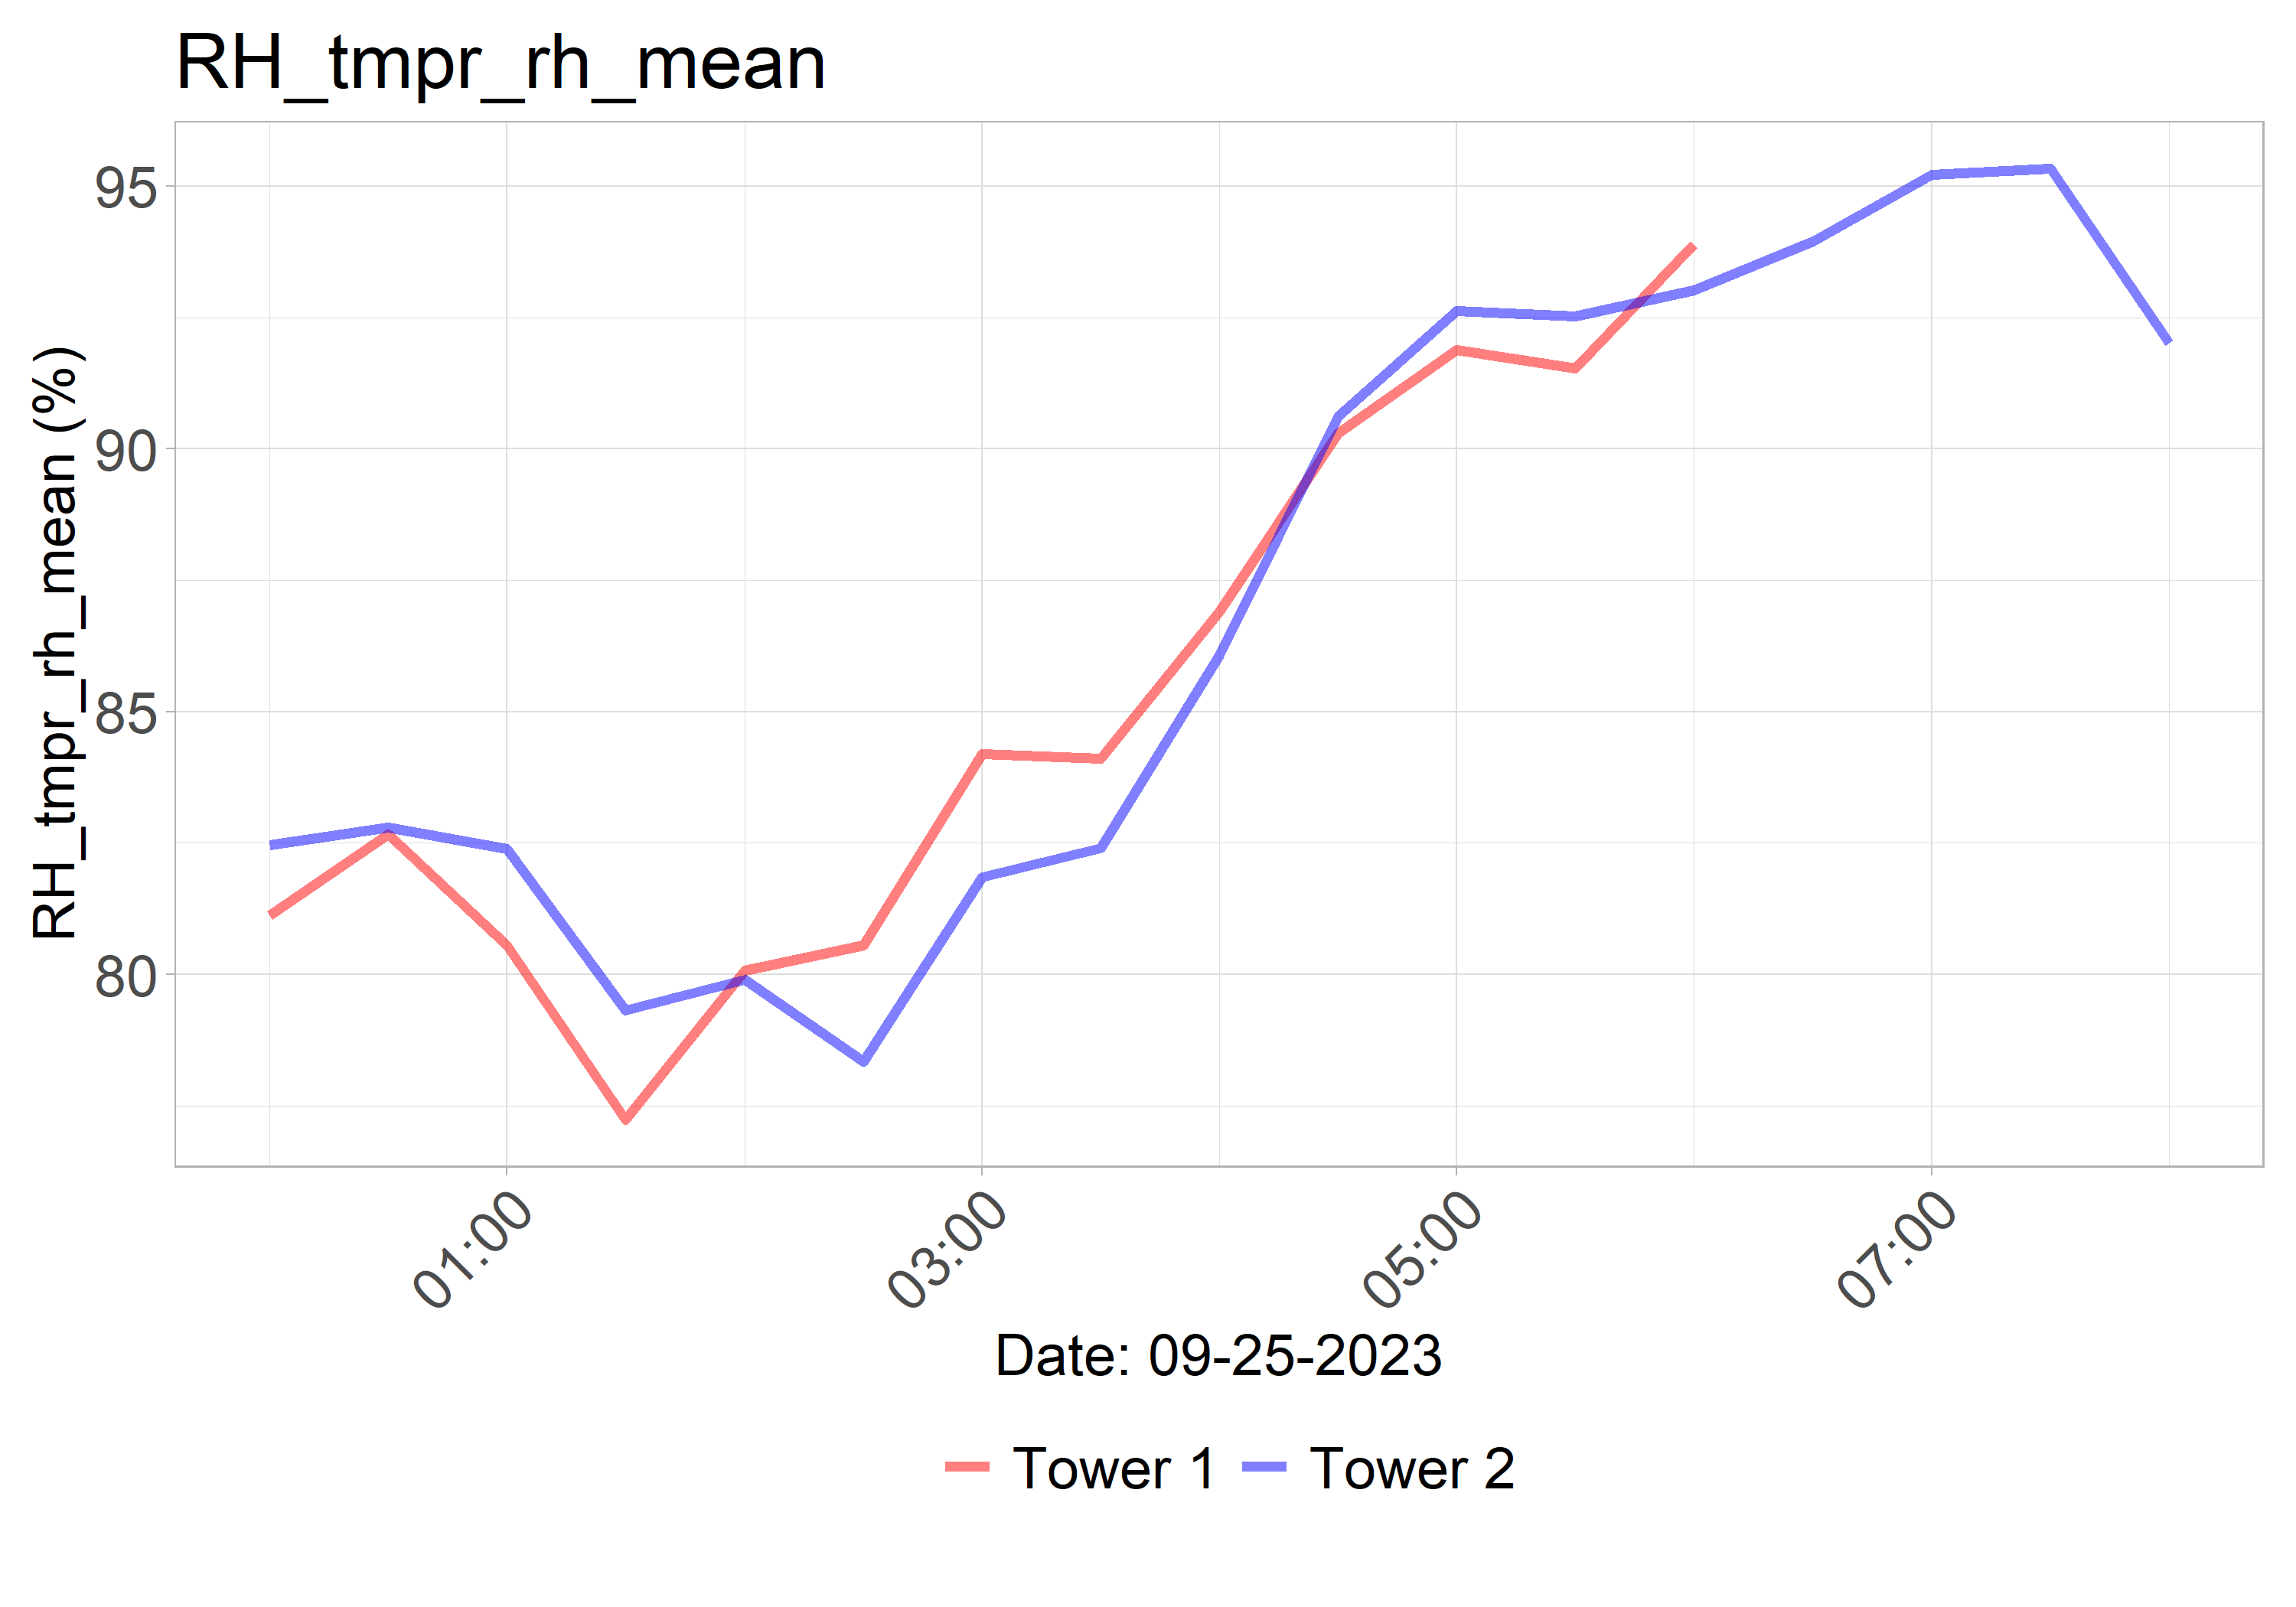 RH_tmpr_rh_mean
RH_tmpr_rh_mean (%)
95
90
85
80
01:00
03:00
05:00
07:00
Date: 09-25-2023
Tower 1
Tower 2